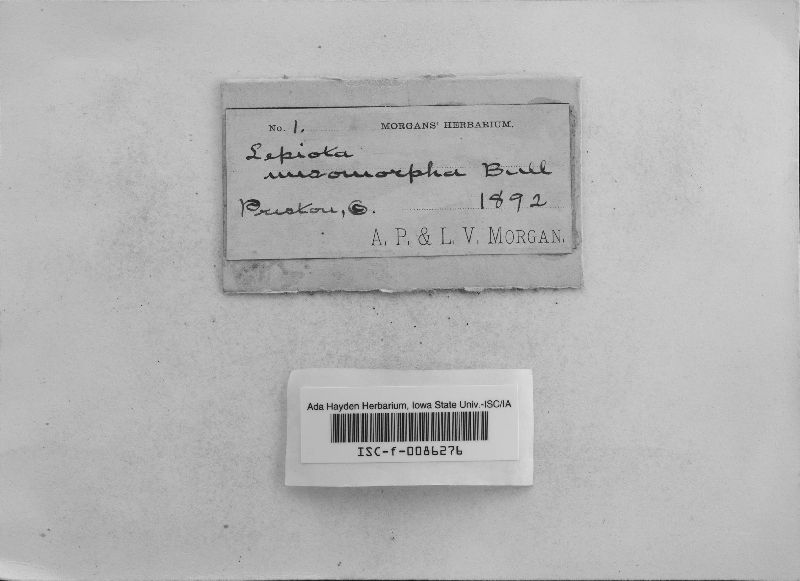 No. 1. MORGANS' HERBARIUM.
Lepiota
mesomorpha Bull
Preston, O. 1892
A. P. & L. V. MORGAN.
Ada Hayden Herbarium, Iowa State Univ.-ISC/IA
ISC-f-0086276